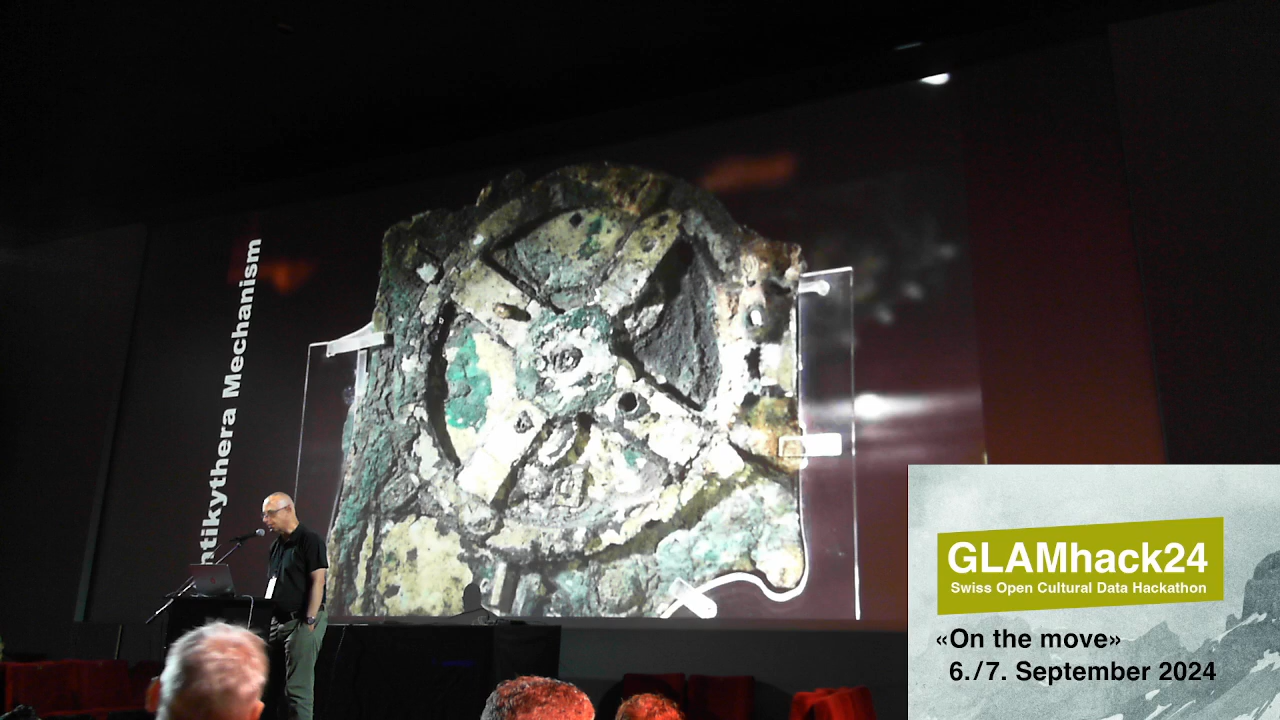 ntikythera Mechanism
GLAMhack24
Swiss Open Cultural Data Hackathon
«On the move»
6./7. September 2024